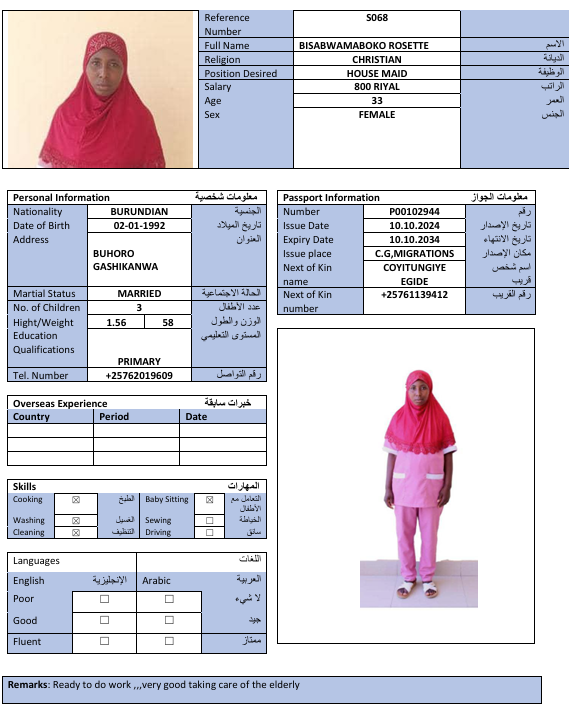 Reference Number S068
Full Name BISABWAMABOKO ROSETTE الاسم
Religion CHRISTIAN الديانة
Position Desired HOUSE MAID الوظيفة
Salary 800 RIYAL الراتب
Age 33 العمر
Sex FEMALE الجنس
Personal Information معلومات شخصية
Nationality BURUNDIAN الجنسية
Date of Birth 02-01-1992 تاريخ الميلاد
Address العنوان
BUHORO
GASHIKANWA
Martial Status MARRIED الحالة الاجتماعية
No. of Children 3 عدد الأطفال
Hight/Weight 1.56 58 الوزن والطول
Education المستوى التعليمي
Qualifications
PRIMARY
Tel. Number +25762019609 رقم التواصل
Passport Information معلومات الجواز
Number P00102944 رقم
Issue Date 10.10.2024 تاريخ الإصدار
Expiry Date 10.10.2034 تاريخ الانتهاء
Issue place C.G,MIGRATIONS مكان الإصدار
Next of Kin COYITUNGIYE اسم شخص
name EGIDE قريب
Next of Kin +25761139412 رقم القريب
number
Overseas Experience خبرات سابقة
Country Period Date
Skills المهارات
Cooking ☒ الطبخ Baby Sitting ☒ التعامل مع
الأطفال
Washing ☒ الغسيل Sewing ☐ الخياطة
Cleaning ☒ التنظيف Driving ☐ سائق
Languages اللغات
English الإنجليزية Arabic العربية
Poor ☐ ☐ لا شيء
Good ☐ ☐ جيد
Fluent ☐ ☐ ممتاز
Remarks: Ready to do work ,,,very good taking care of the elderly